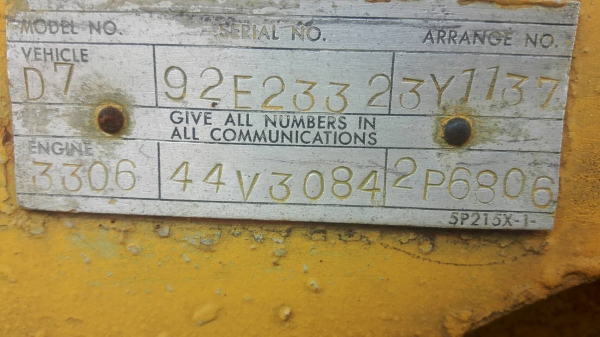 MODEL NO. SERIAL NO. ARRANGE NO.
VEHICLE
D7 92E2332 3Y1137
GIVE ALL NUMBERS IN
ALL COMMUNICATIONS
ENGINE
3306 44V3084 2P6806
5P215X-1-